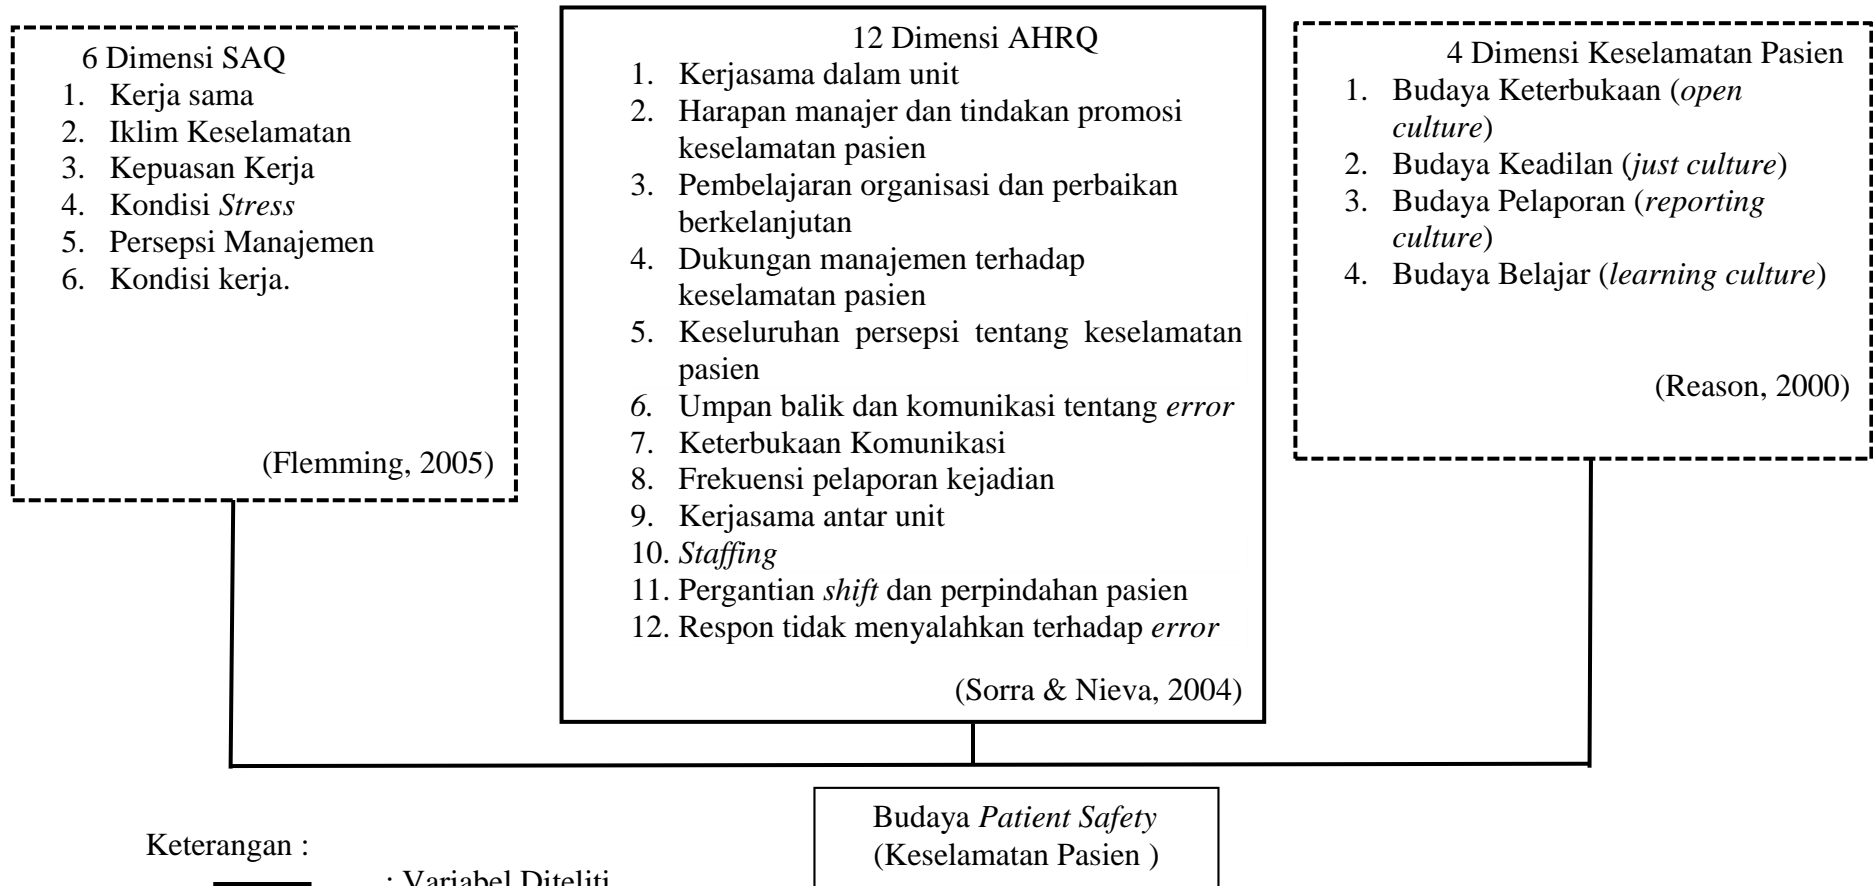 6 Dimensi SAQ
1. Kerja sama
2. Iklim Keselamatan
3. Kepuasan Kerja
4. Kondisi Stress
5. Persepsi Manajemen
6. Kondisi kerja.
(Flemming, 2005)
12 Dimensi AHRQ
1. Kerjasama dalam unit
2. Harapan manajer dan tindakan promosi
keselamatan pasien
3. Pembelajaran organisasi dan perbaikan
berkelanjutan
4. Dukungan manajemen terhadap
keselamatan pasien
5. Keseluruhan persepsi tentang keselamatan
pasien
6. Umpan balik dan komunikasi tentang error
7. Keterbukaan Komunikasi
8. Frekuensi pelaporan kejadian
9. Kerjasama antar unit
10. Staffing
11. Pergantian shift dan perpindahan pasien
12. Respon tidak menyalahkan terhadap error
(Sorra & Nieva, 2004)
4 Dimensi Keselamatan Pasien
1. Budaya Keterbukaan (open
culture)
2. Budaya Keadilan (just culture)
3. Budaya Pelaporan (reporting
culture)
4. Budaya Belajar (learning culture)
(Reason, 2000)
Budaya Patient Safety
(Keselamatan Pasien )
Keterangan :
: Variabel Diteliti